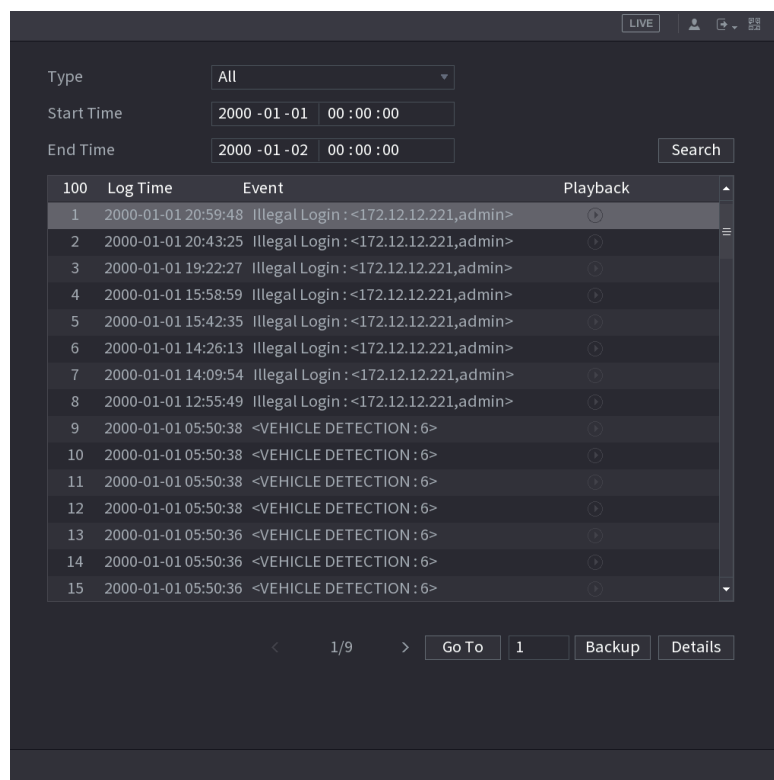 LIVE
Type All
Start Time 2000 -01 -01 00 : 00 : 00
End Time 2000 -01 -02 00 : 00 : 00 Search
100 Log Time Event Playback
1 2000-01-01 20:59:48 Illegal Login : <172.12.12.221,admin>
2 2000-01-01 20:43:25 Illegal Login : <172.12.12.221,admin>
3 2000-01-01 19:22:27 Illegal Login : <172.12.12.221,admin>
4 2000-01-01 15:58:59 Illegal Login : <172.12.12.221,admin>
5 2000-01-01 15:42:35 Illegal Login : <172.12.12.221,admin>
6 2000-01-01 14:26:13 Illegal Login : <172.12.12.221,admin>
7 2000-01-01 14:09:54 Illegal Login : <172.12.12.221,admin>
8 2000-01-01 12:55:49 Illegal Login : <172.12.12.221,admin>
9 2000-01-01 05:50:38 <VEHICLE DETECTION : 6>
10 2000-01-01 05:50:38 <VEHICLE DETECTION : 6>
11 2000-01-01 05:50:38 <VEHICLE DETECTION : 6>
12 2000-01-01 05:50:38 <VEHICLE DETECTION : 6>
13 2000-01-01 05:50:36 <VEHICLE DETECTION : 6>
14 2000-01-01 05:50:36 <VEHICLE DETECTION : 6>
15 2000-01-01 05:50:36 <VEHICLE DETECTION : 6>
< 1/9 > Go To 1 Backup Details